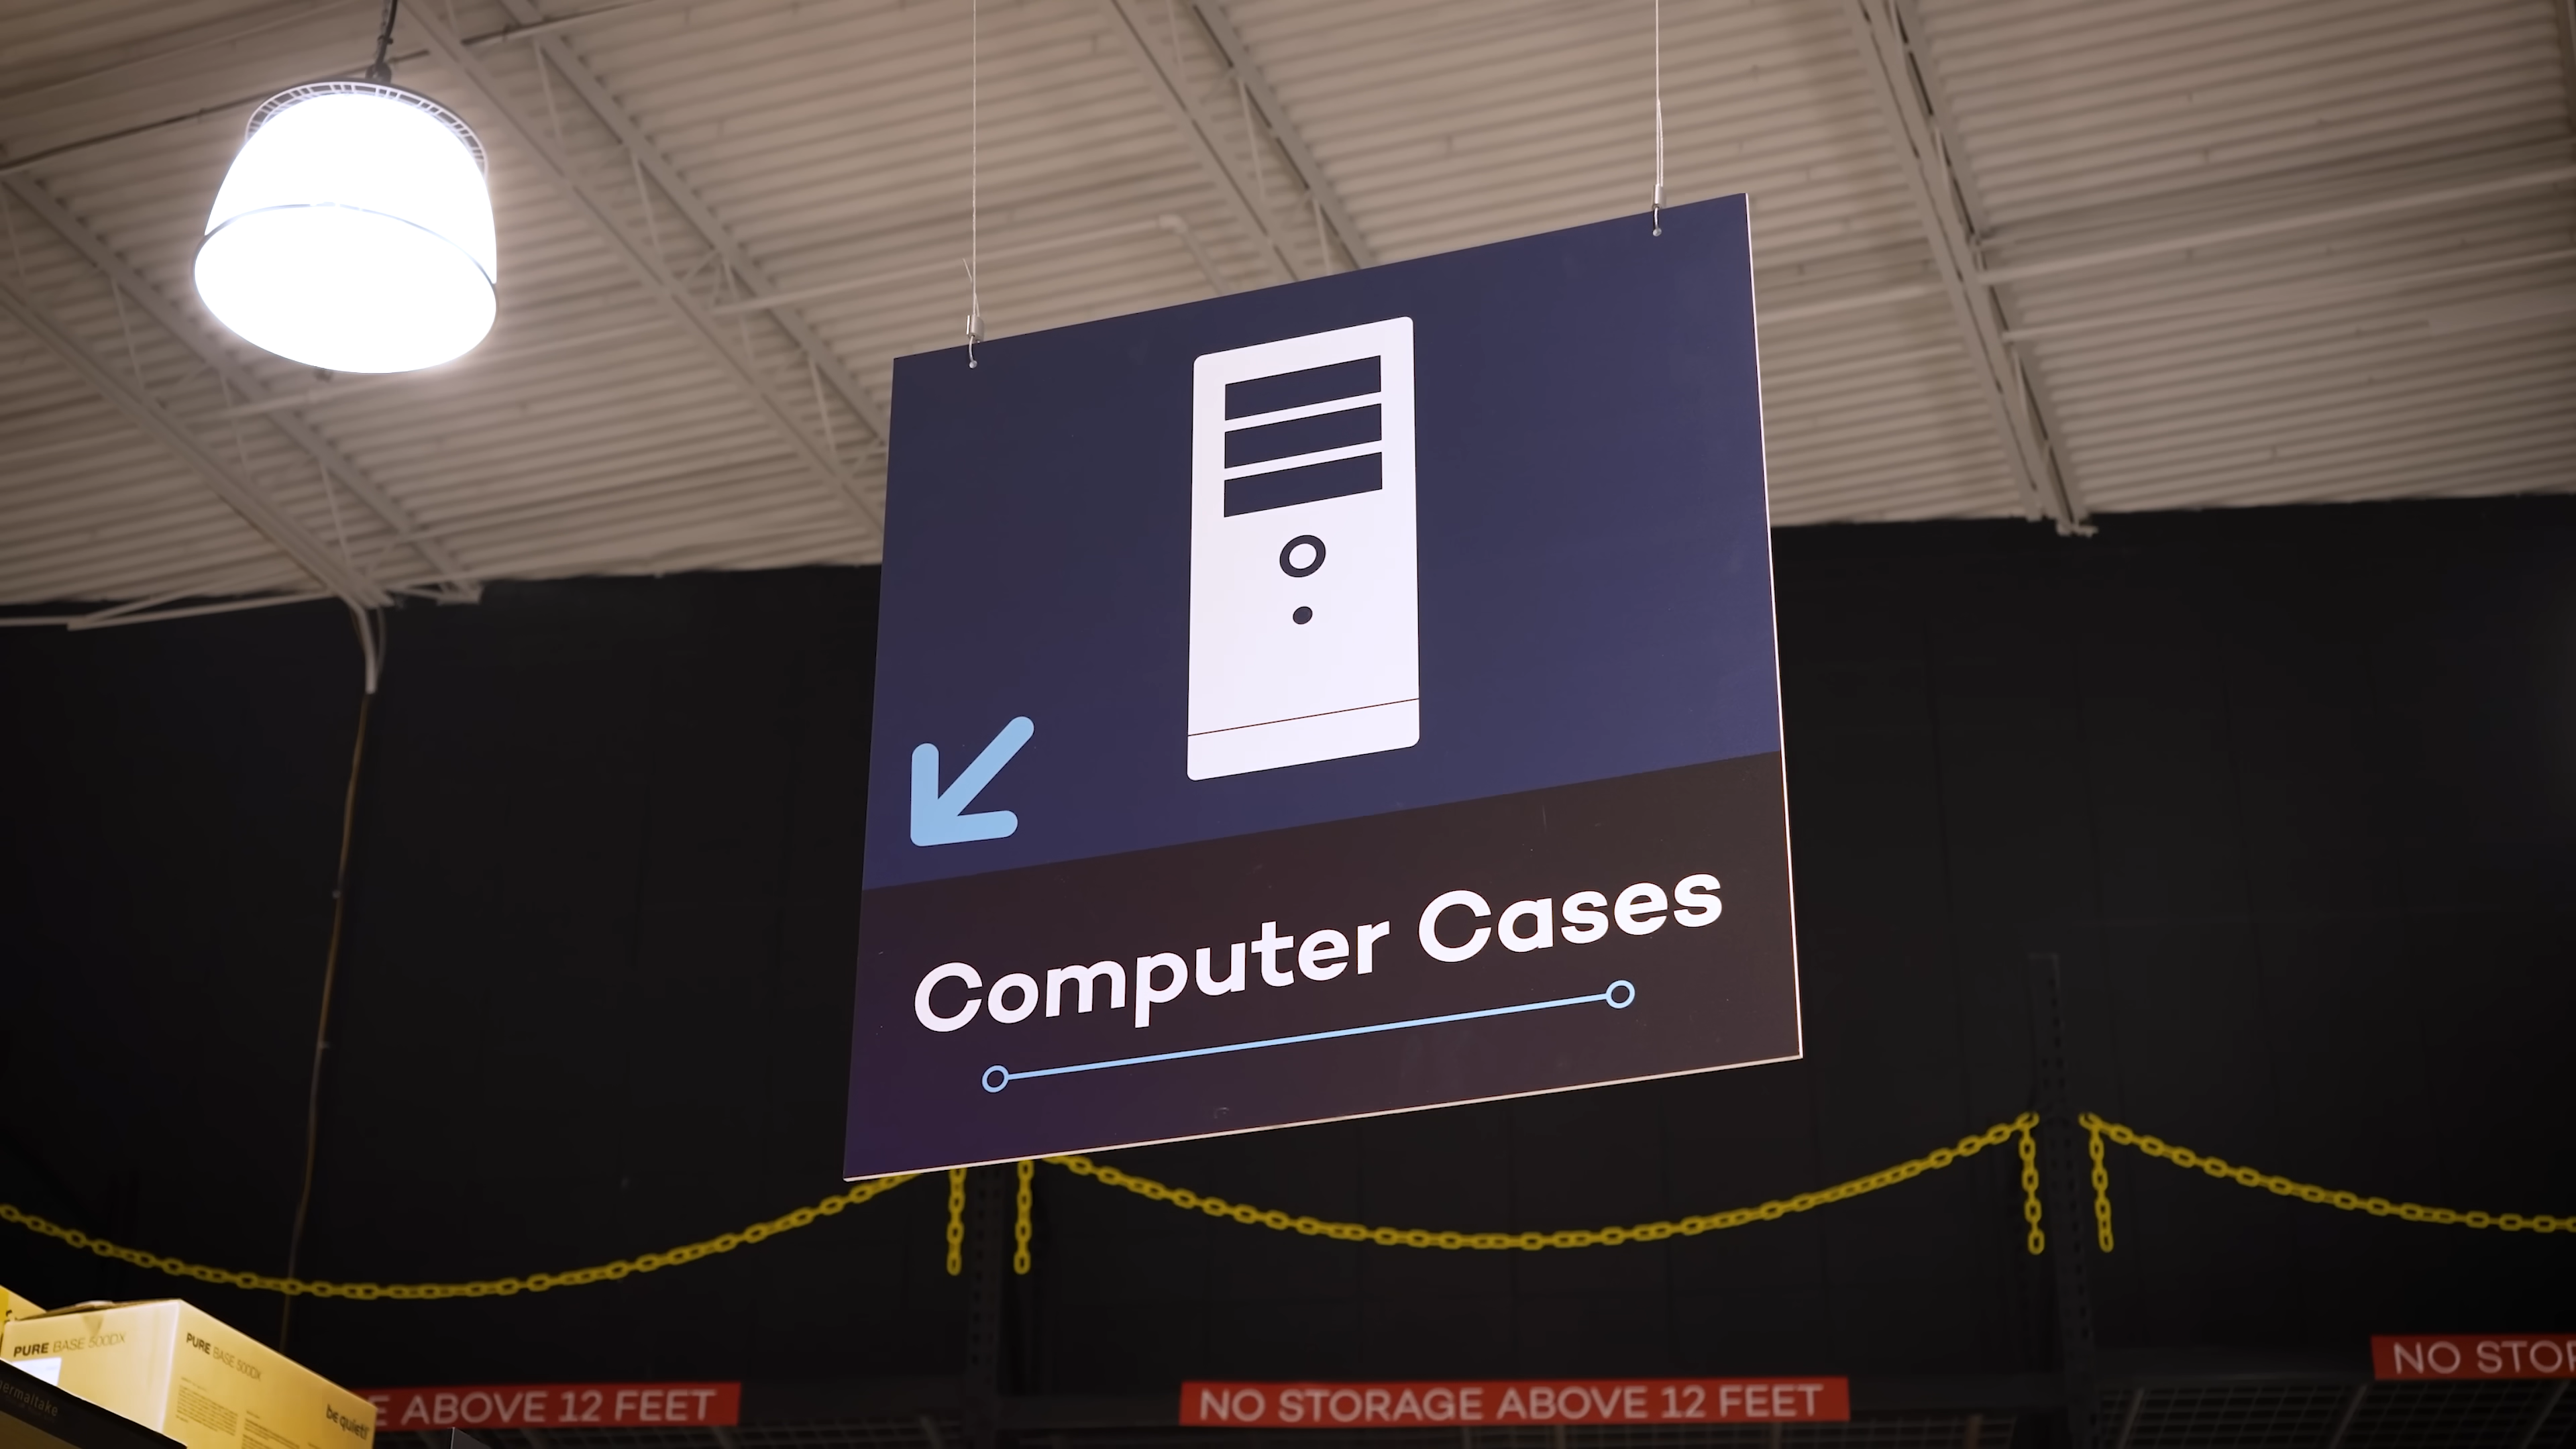 Computer Cases
PURE BASE 500DX
PURE BASE 500DX
be quiet!
thermaltake
E ABOVE 12 FEET
NO STORAGE ABOVE 12 FEET
NO STOR